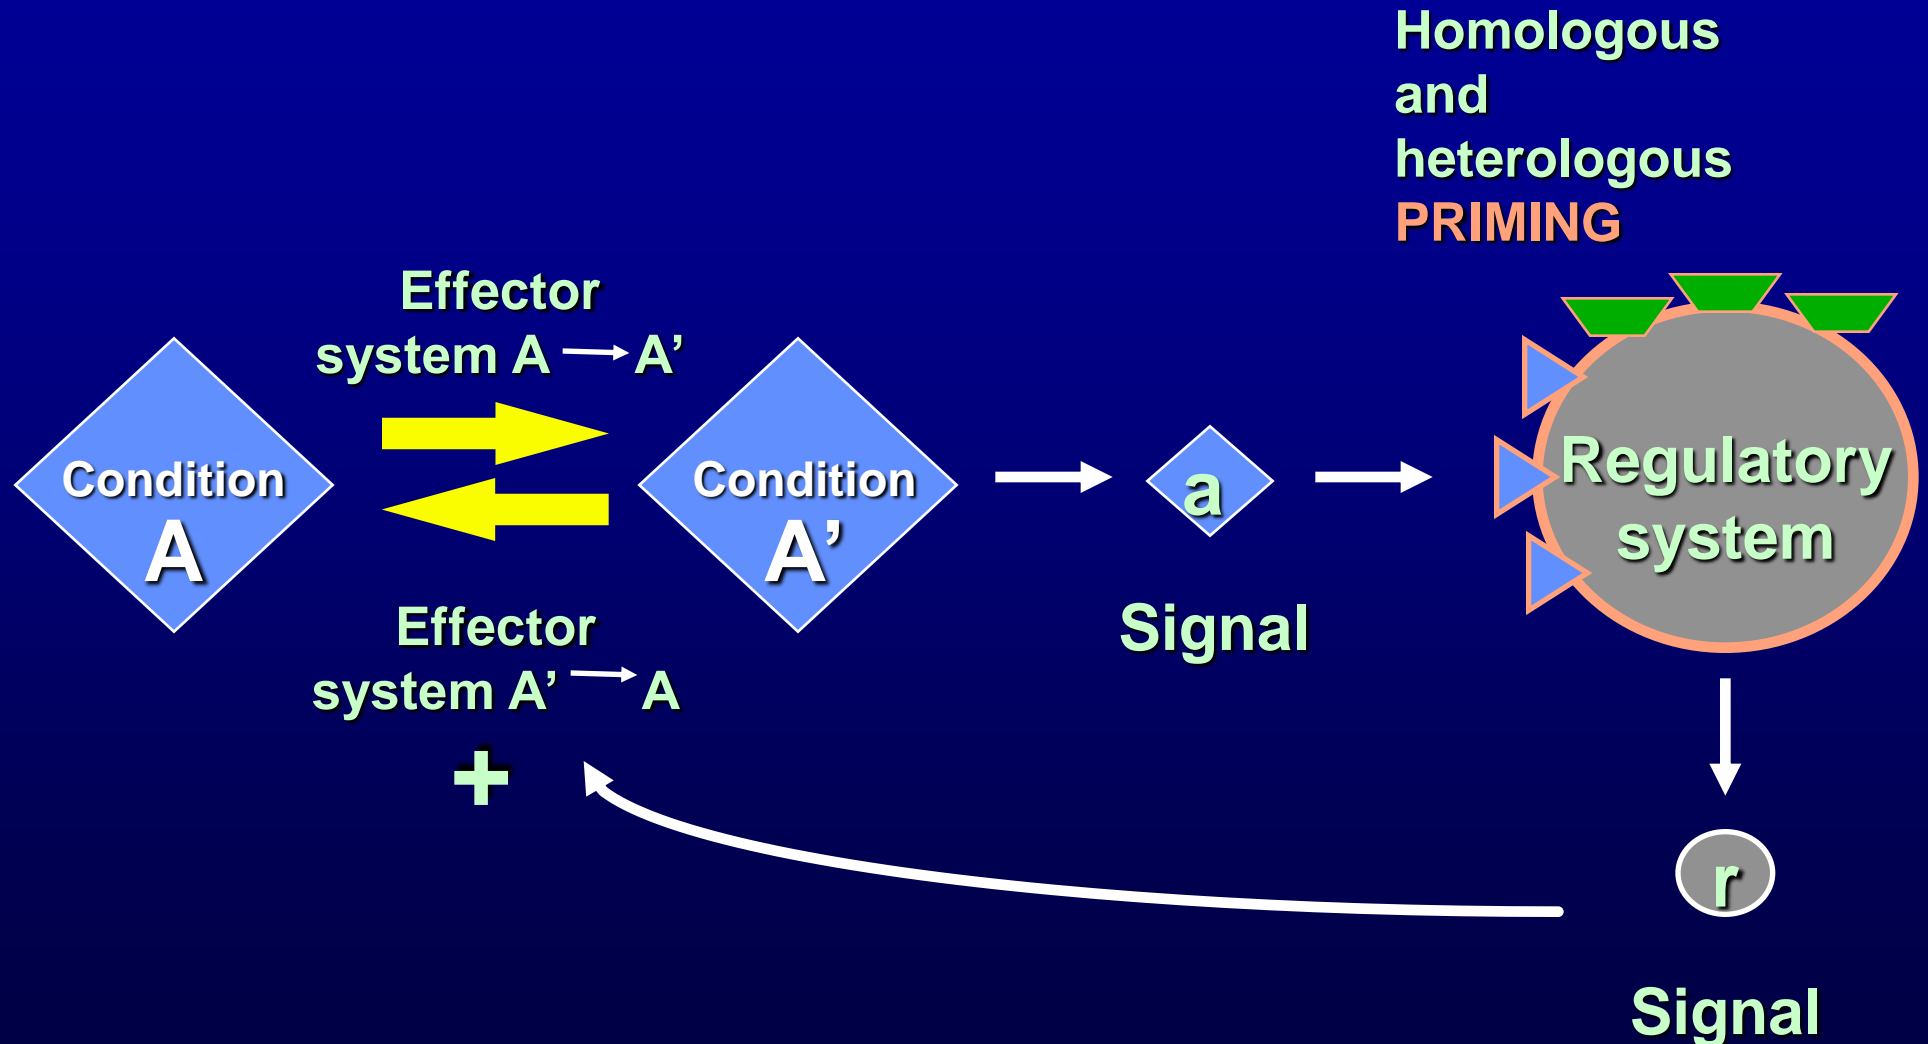 Homologous
and
heterologous
PRIMING
Effector
system A → A’
Condition
A
Condition
A’
a
Regulatory
system
Signal
Effector
system A’ → A
+
r
Signal